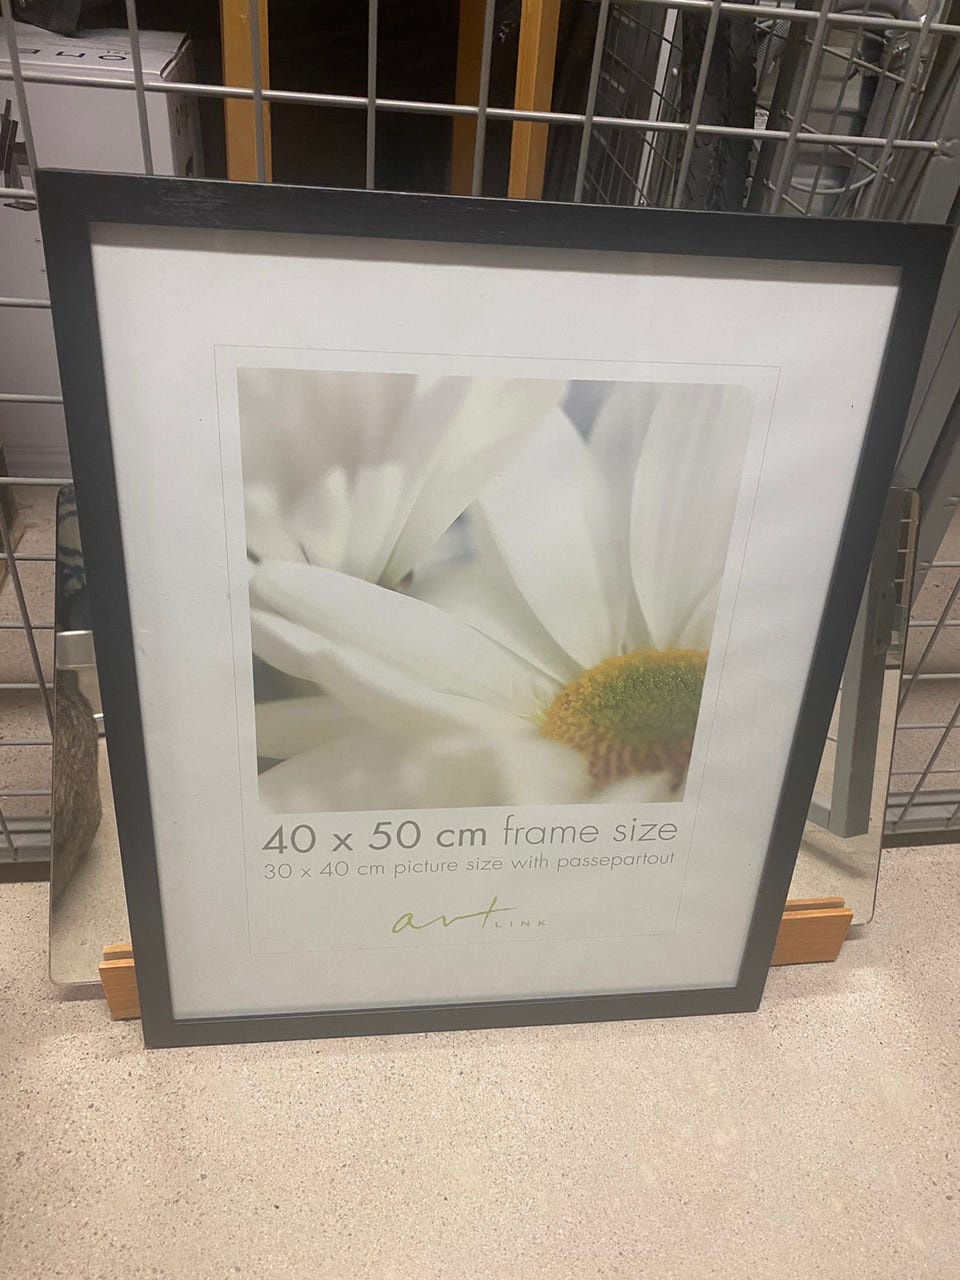 40 x 50 cm frame size
30 x 40 cm picture size with passepartout
art LINK